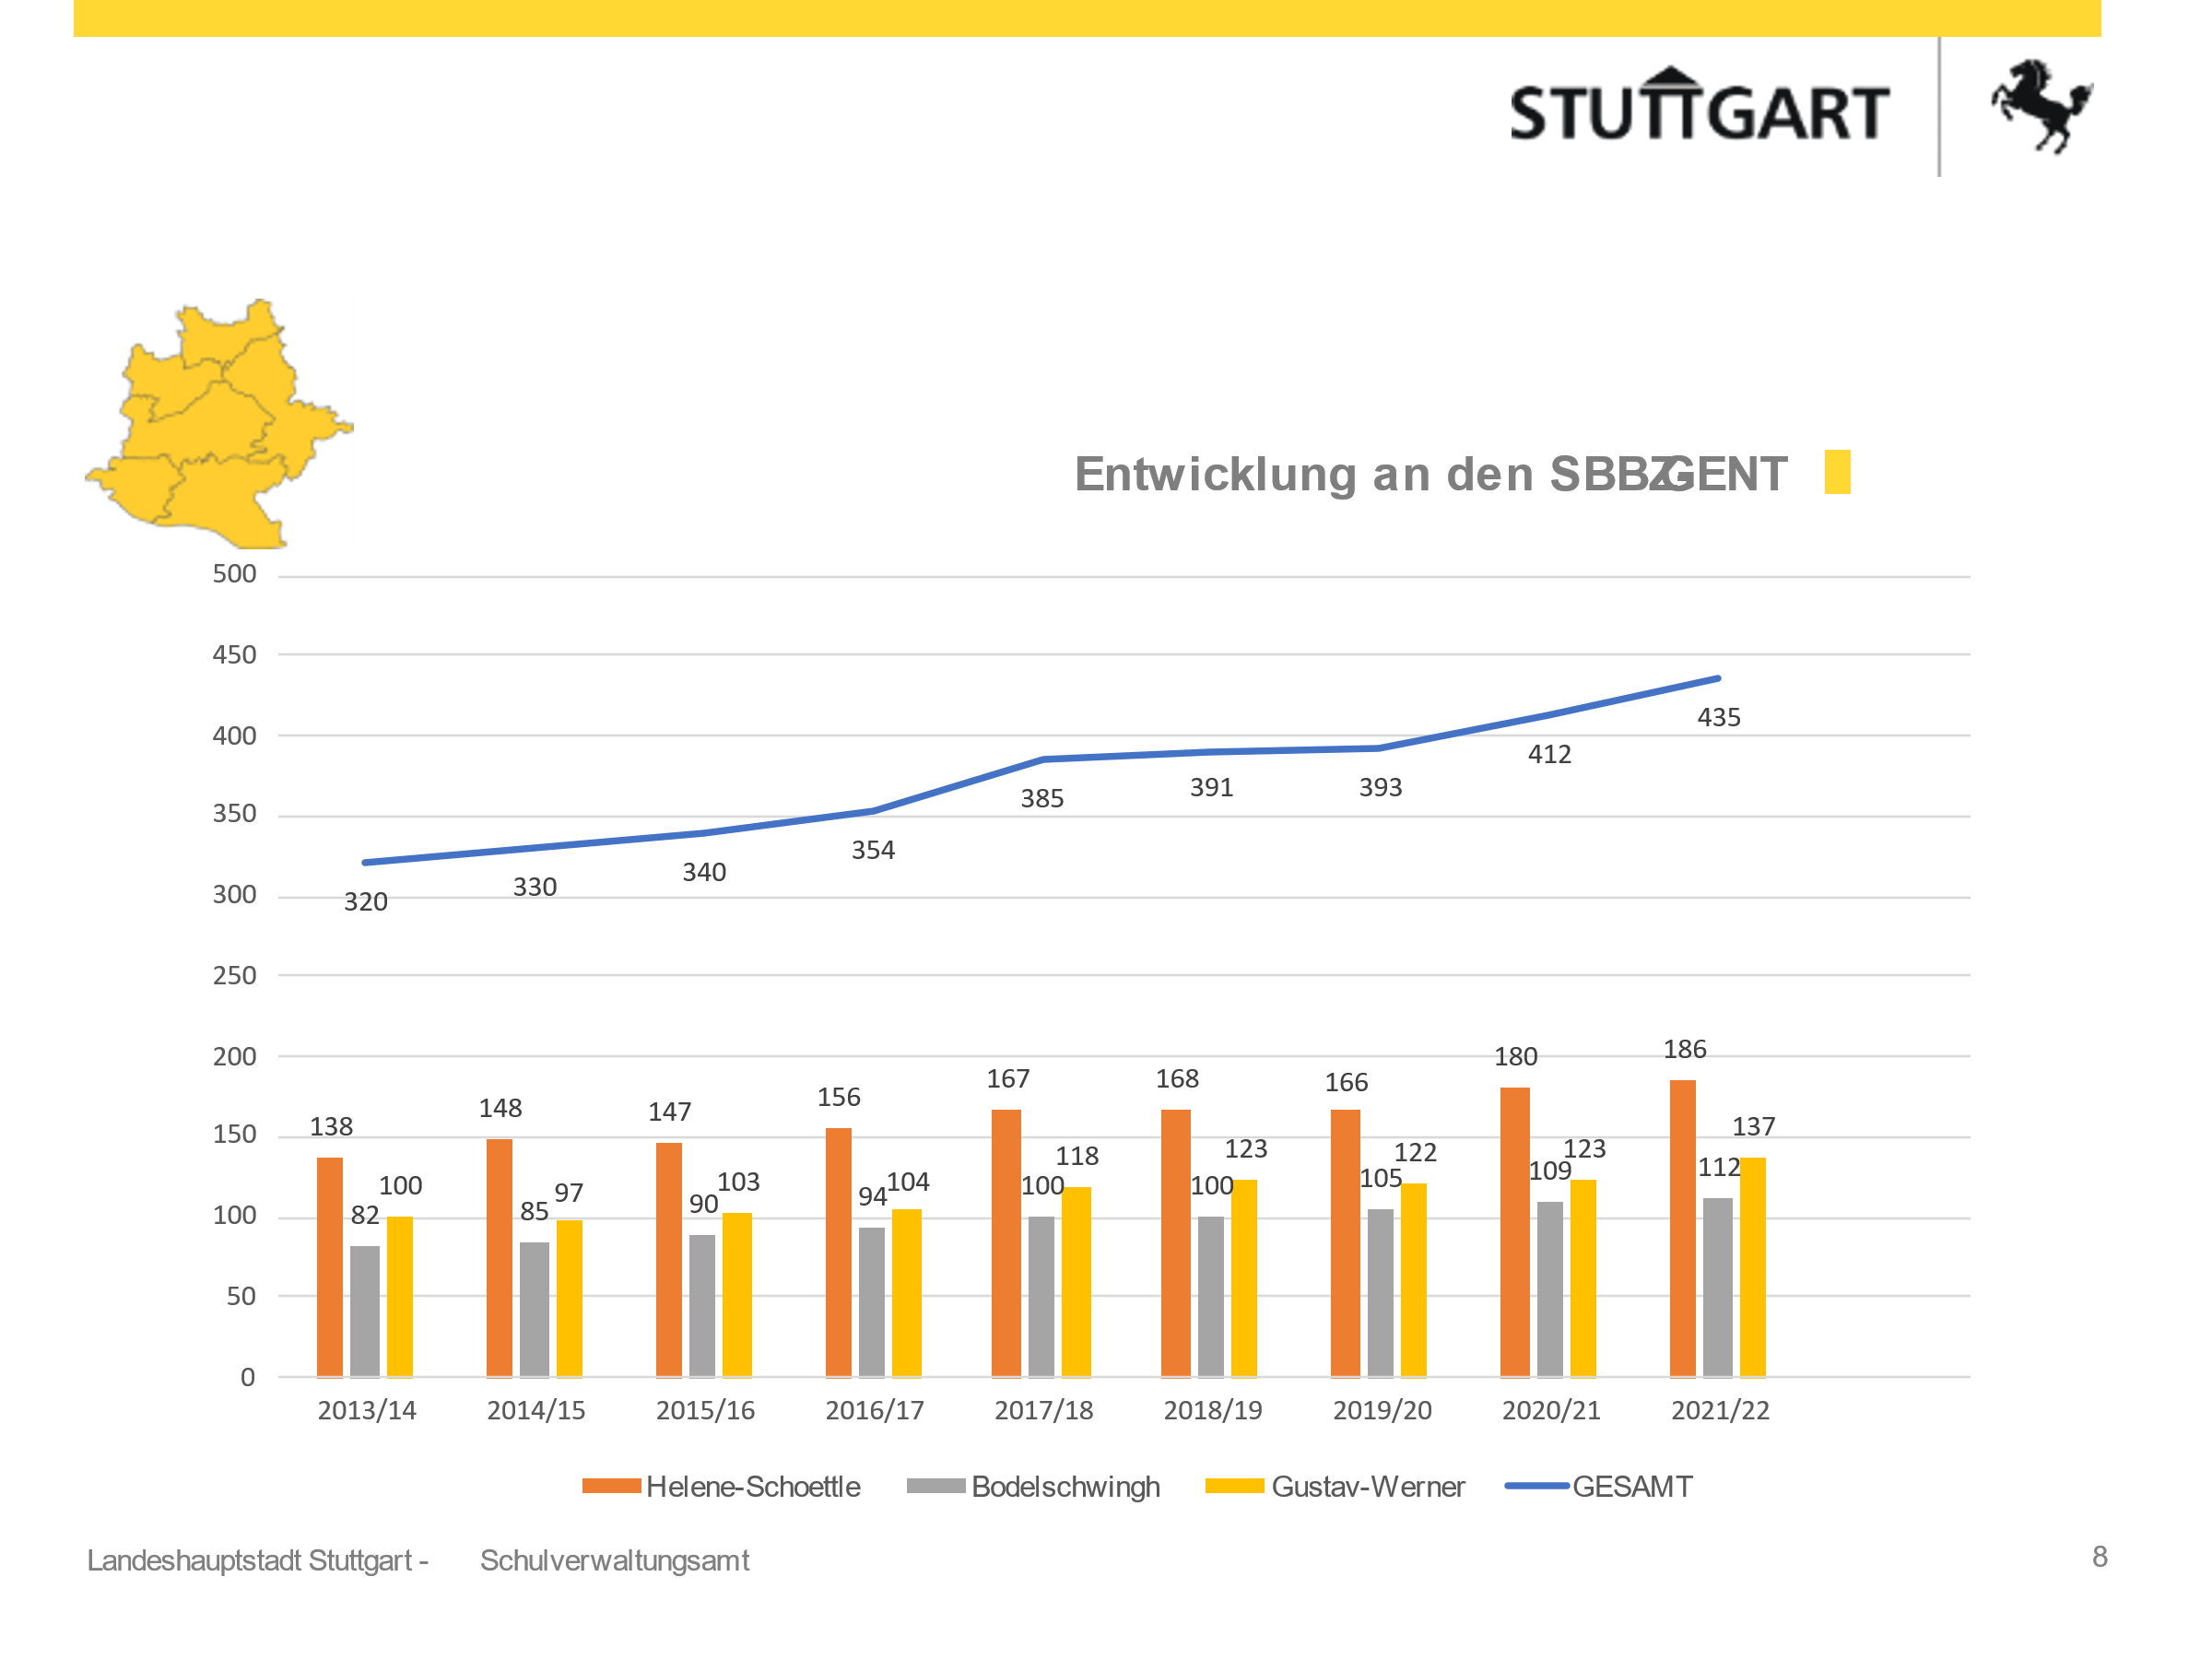 STUTTGART
Entwicklung an den SBBZ GENT
500
450
400
350
300
250
200
150
100
50
0
320 330 340 354 385 391 393 412 435
138 82 100 148 85 97 147 90 103 156 94 104 167 100 118 168 100 123 166 105 122 180 109 123 186 112 137
2013/14 2014/15 2015/16 2016/17 2017/18 2018/19 2019/20 2020/21 2021/22
Helene-Schoettle Bodelschwingh Gustav-Werner GESAMT
Landeshauptstadt Stuttgart - Schulverwaltungsamt 8